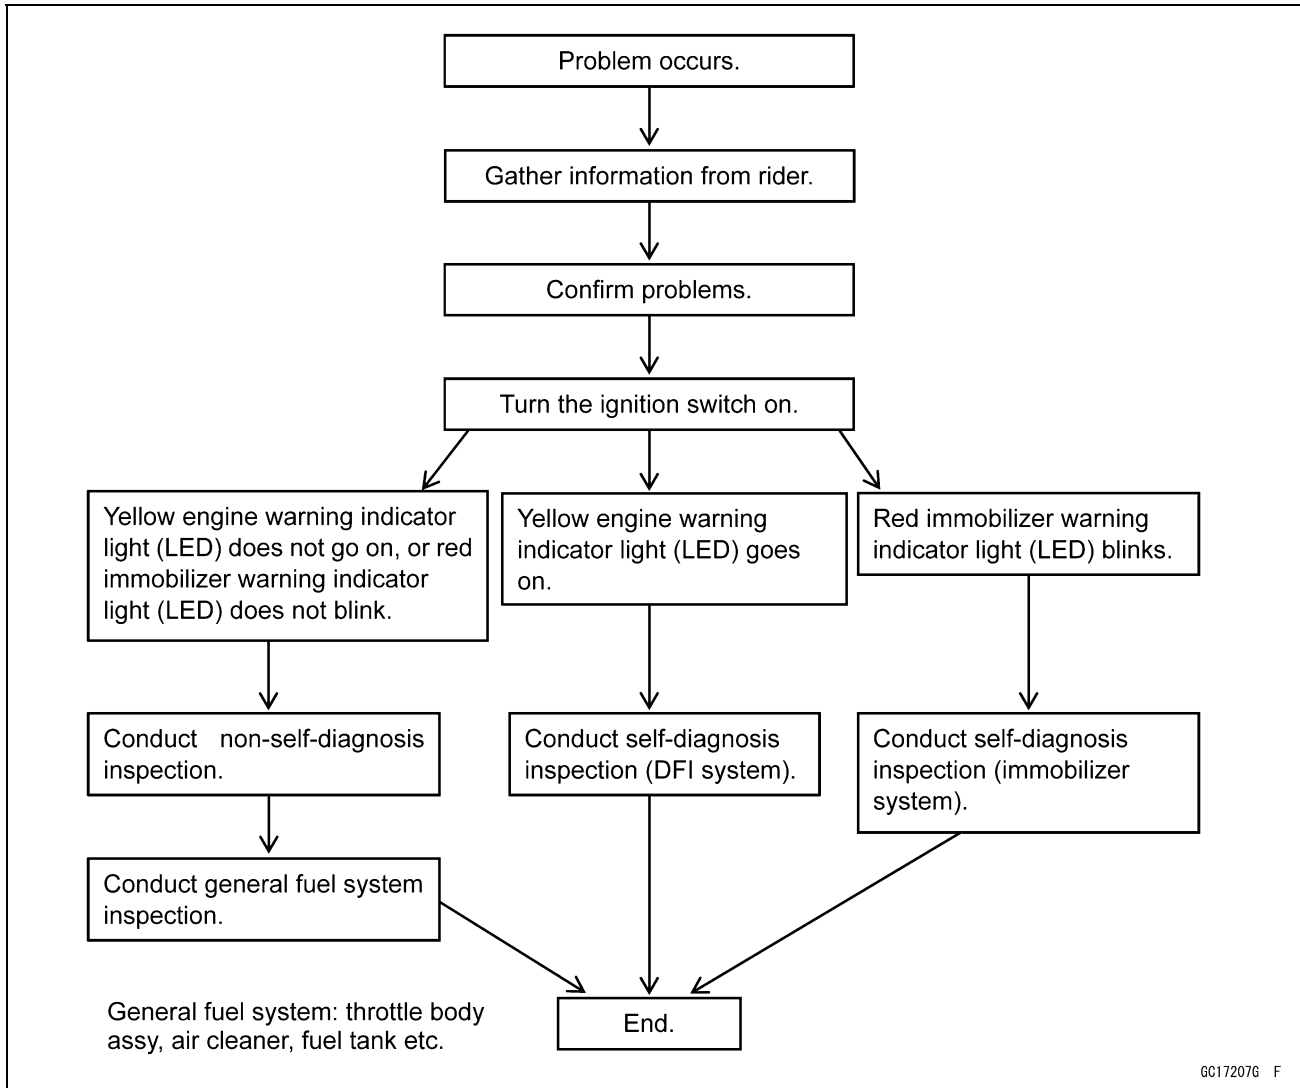 Problem occurs.
Gather information from rider.
Confirm problems.
Turn the ignition switch on.
Yellow engine warning indicator
light (LED) does not go on, or red
immobilizer warning indicator
light (LED) does not blink.
Yellow engine warning
indicator light (LED) goes
on.
Red immobilizer warning
indicator light (LED) blinks.
Conduct non-self-diagnosis
inspection.
Conduct self-diagnosis
inspection (DFI system).
Conduct self-diagnosis
inspection (immobilizer
system).
Conduct general fuel system
inspection.
General fuel system: throttle body
assy, air cleaner, fuel tank etc.
End.
GC17207G F